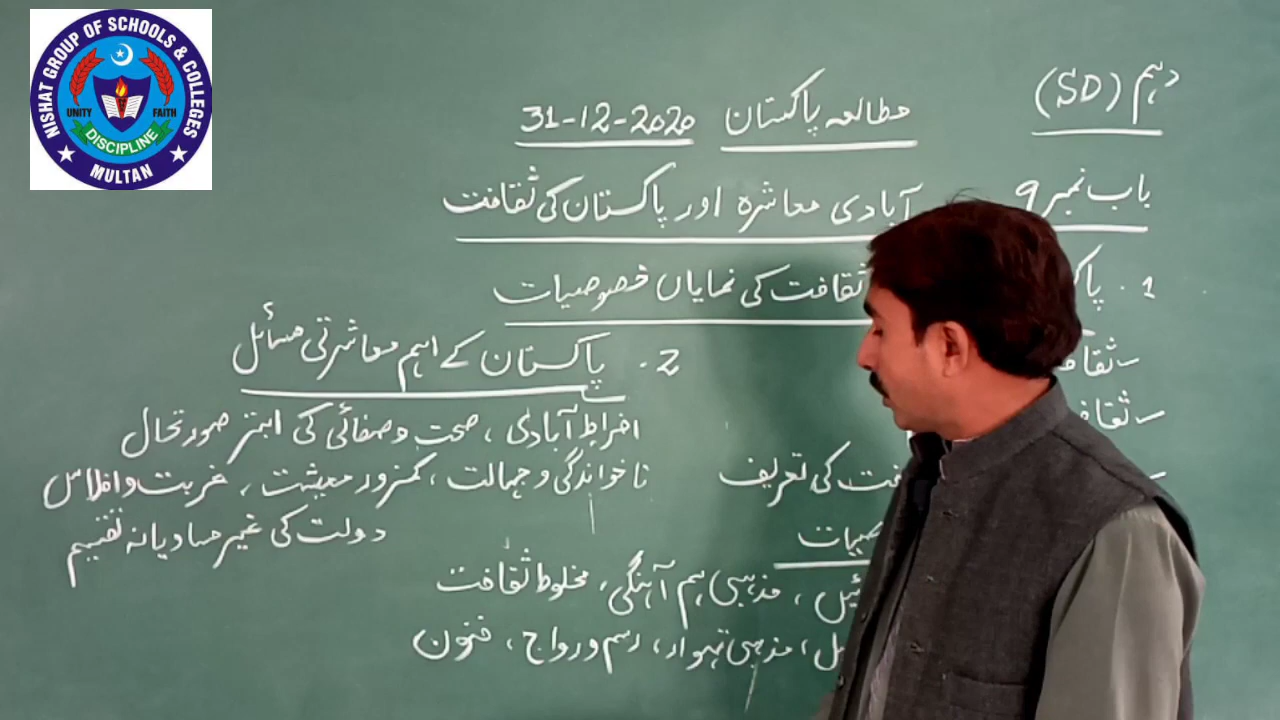 NISHAT GROUP OF SCHOOLS & COLLEGES
UNITY FAITH
DISCIPLINE
MULTAN
دہم (SD)
مطالعہ پاکستان 31-12-2020
باب نمبر 9 آبادی معاشرہ اور پاکستان کی ثقافت
1. ثقافت کی نمایاں خصوصیات
2. پاکستان کے اہم معاشرتی مسائل
افراط آبادی، صحت و صفائی کی ابتر صورتحال
ناخواندگی و جہالت، کمزور معیشت، غربت و افلاس
دولت کی غیر مساویانہ تقسیم
کی تعریف
مذہبی ہم آہنگی، مخلوط ثقافت
مذہبی تہوار، رسم و رواج، فنون